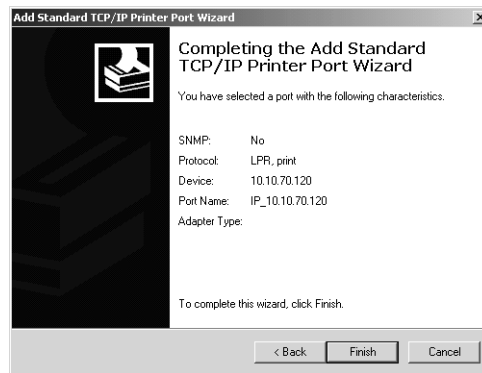 Add Standard TCP/IP Printer Port Wizard
Completing the Add Standard
TCP/IP Printer Port Wizard
You have selected a port with the following characteristics.
SNMP: No
Protocol: LPR, print
Device: 10.10.70.120
Port Name: IP_10.10.70.120
Adapter Type:
To complete this wizard, click Finish.
< Back Finish Cancel